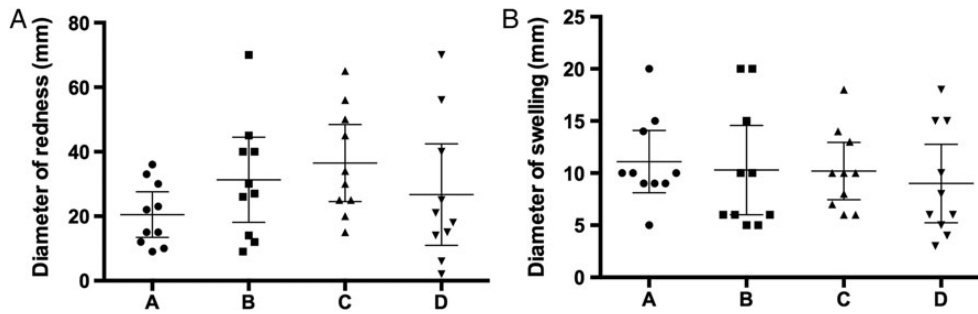 A
Diameter of redness (mm)
80
60
40
20
0
A B C D
B
Diameter of swelling (mm)
25
20
15
10
5
0
A B C D